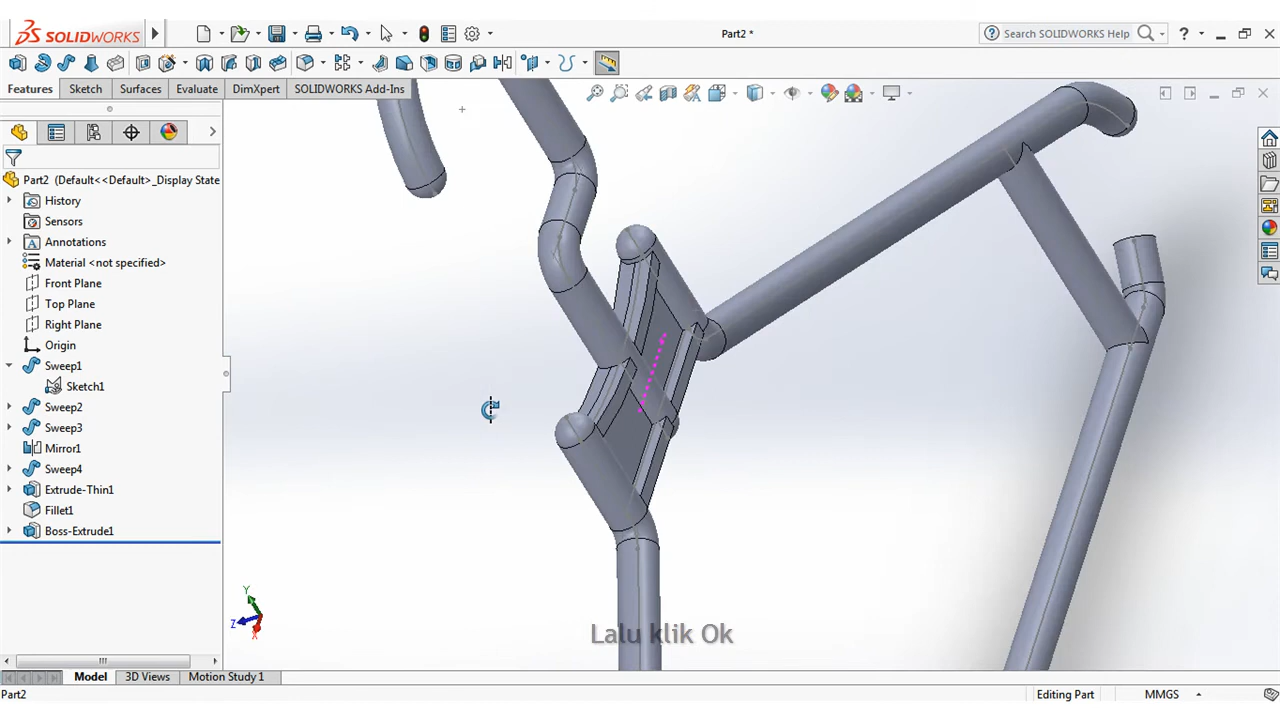 SOLIDWORKS
Part2 *
Search SOLIDWORKS Help
?
Features
Sketch
Surfaces
Evaluate
DimXpert
SOLIDWORKS Add-Ins
Part2 (Default<<Default>_Display State
History
Sensors
Annotations
Material <not specified>
Front Plane
Top Plane
Right Plane
Origin
Sweep1
Sketch1
Sweep2
Sweep3
Mirror1
Sweep4
Extrude-Thin1
Fillet1
Boss-Extrude1
Y
Z
X
Lalu klik Ok
Model
3D Views
Motion Study 1
Part2
Editing Part
MMGS